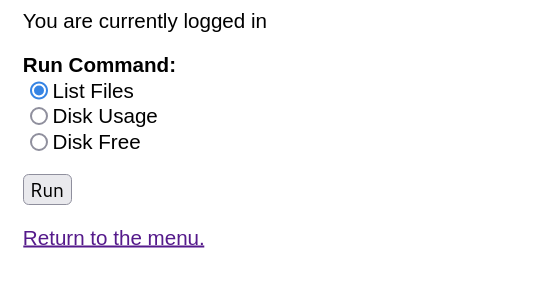 You are currently logged in
Run Command:
List Files
Disk Usage
Disk Free
Run
Return to the menu.